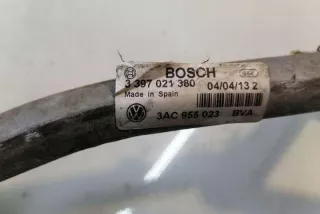 BOSCH
3 397 021 380 04/04/13 2
Made in Spain
3AC 955 023 BVA